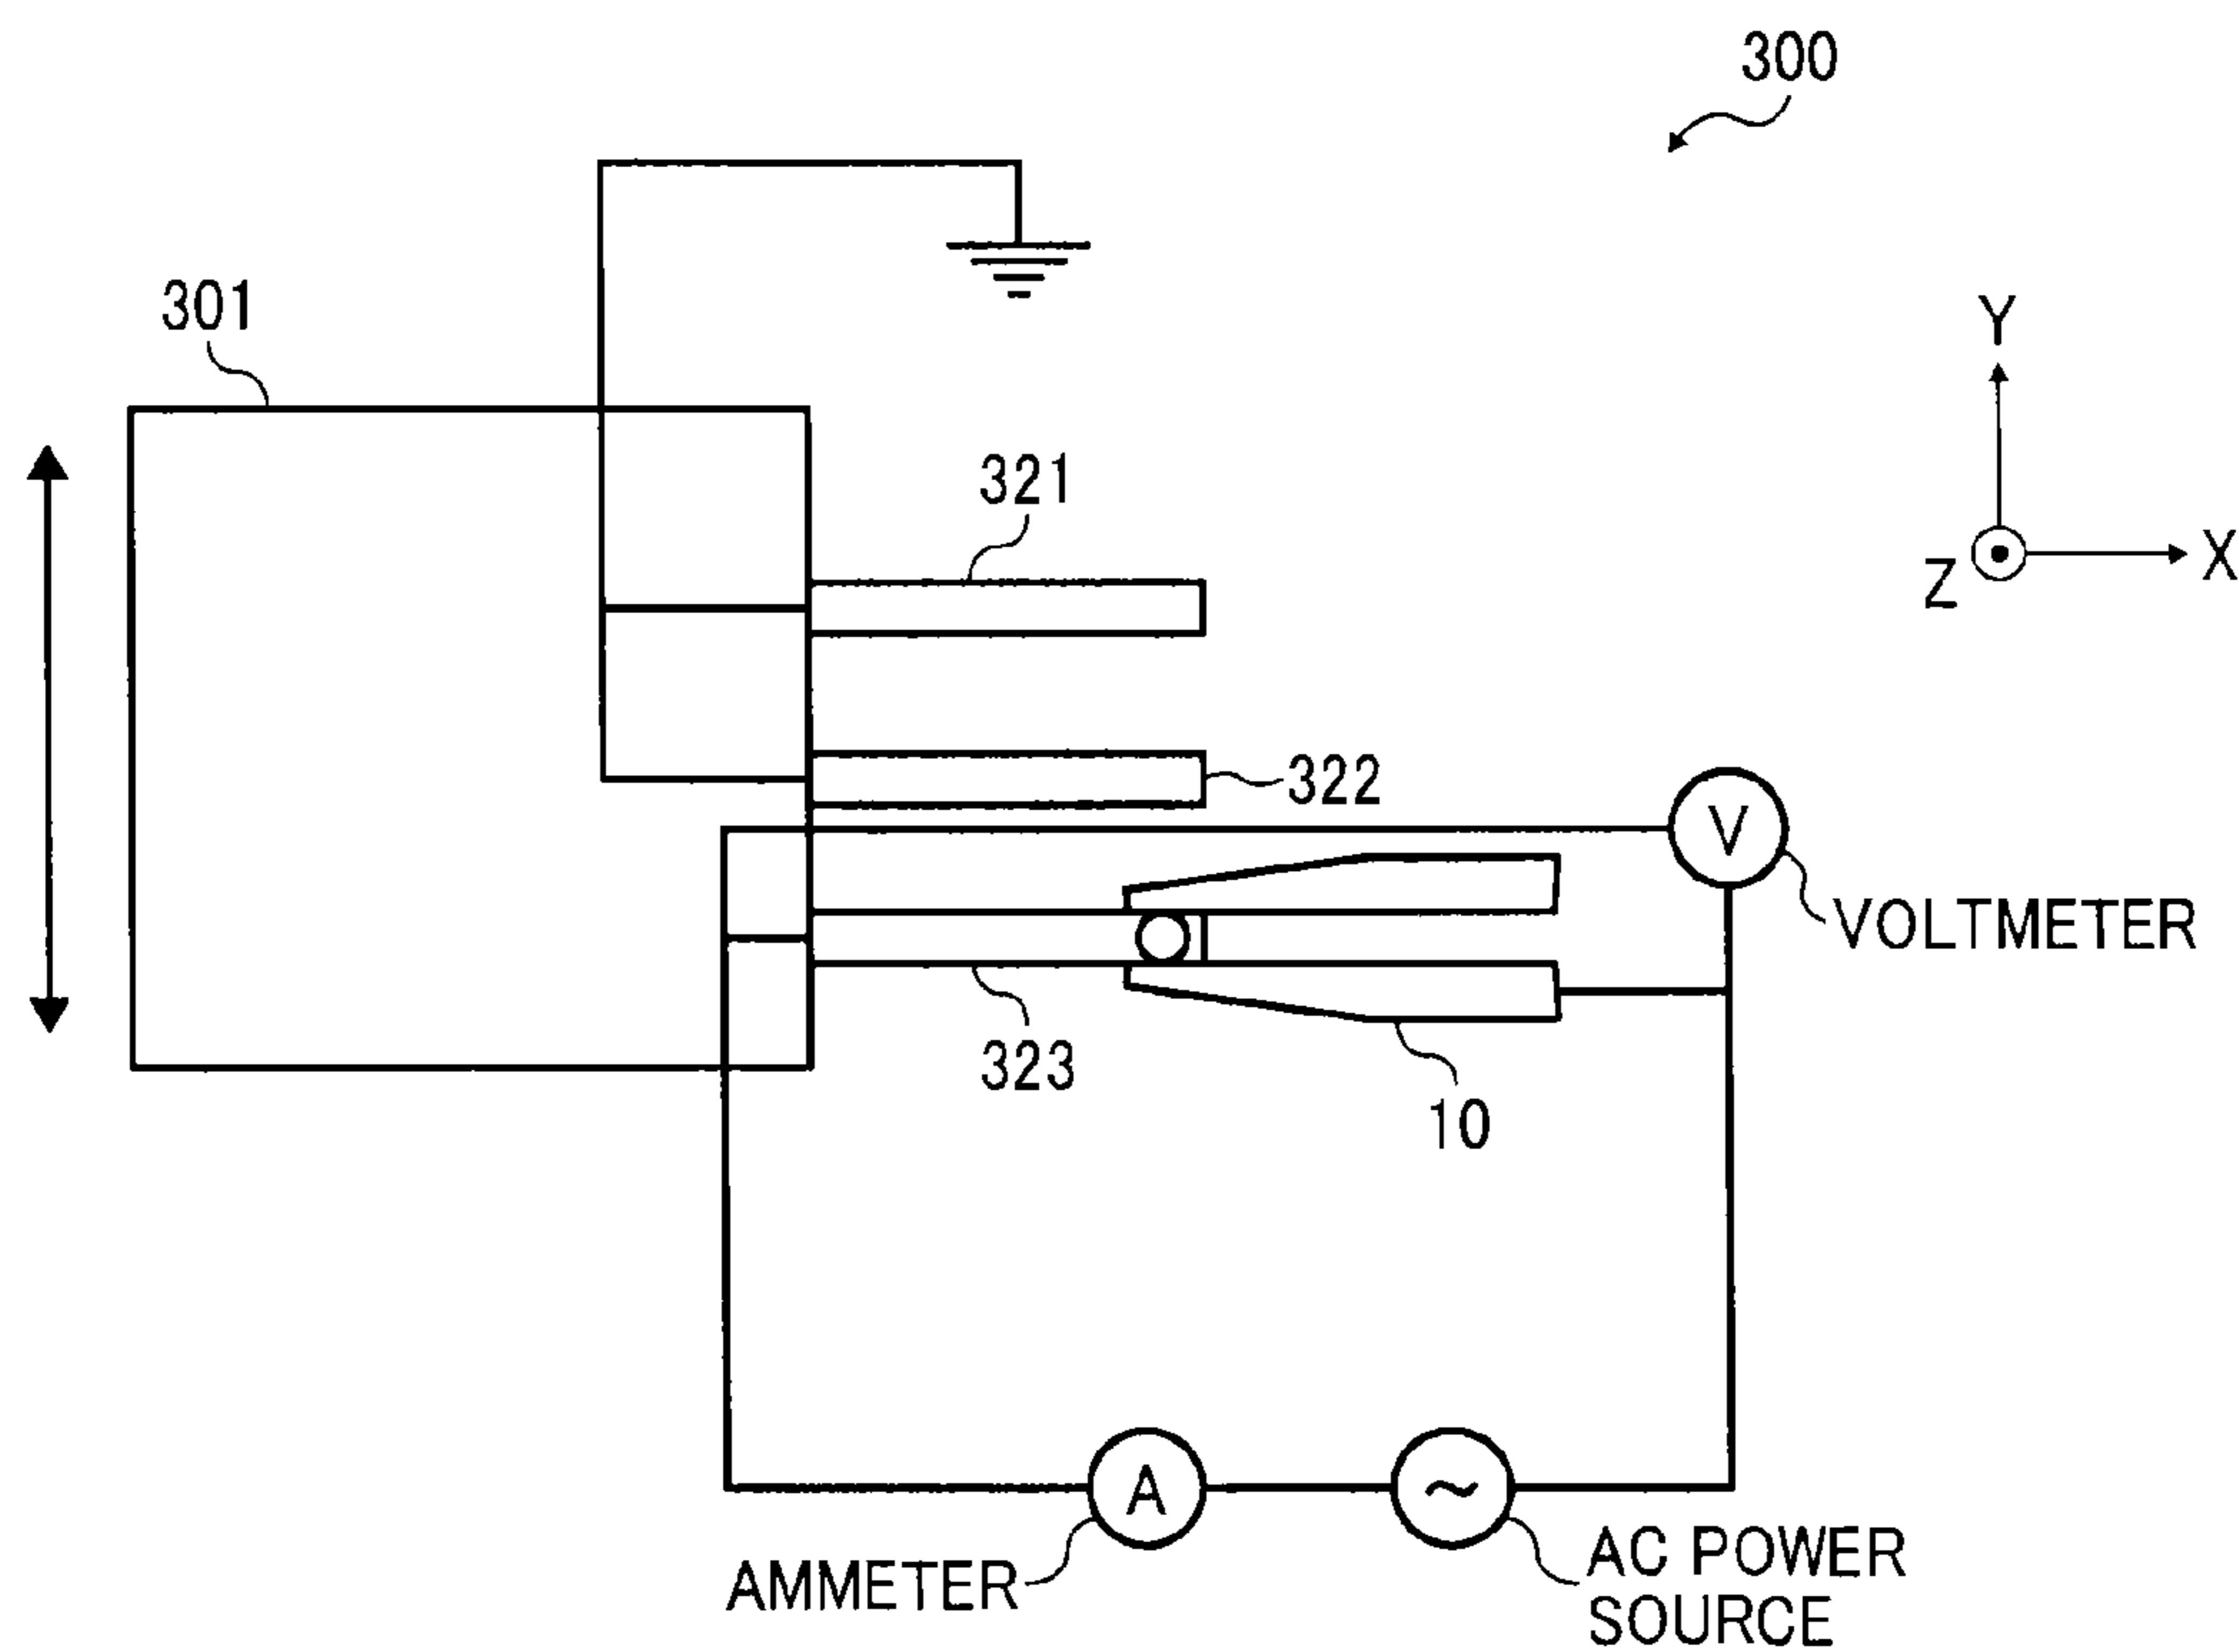 300
301
Y
321
Z
X
322
V
VOLTMETER
323
10
A
~
AMMETER
AC POWER
SOURCE